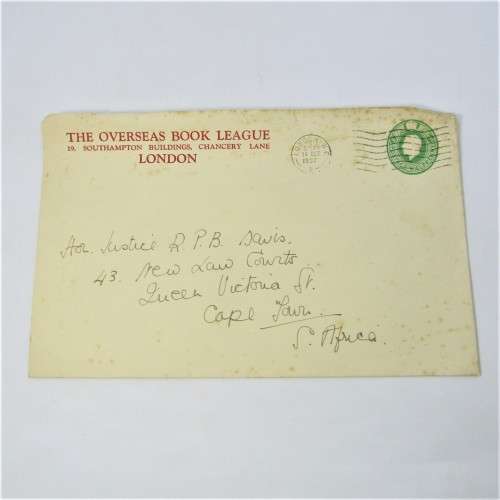 THE OVERSEAS BOOK LEAGUE
19. SOUTHAMPTON BUILDINGS, CHANCERY LANE
LONDON
Hon. Justice R.P.B. Davis.
43. New Law Courts
Queen Victoria St.
Cape Town.
S. Africa.